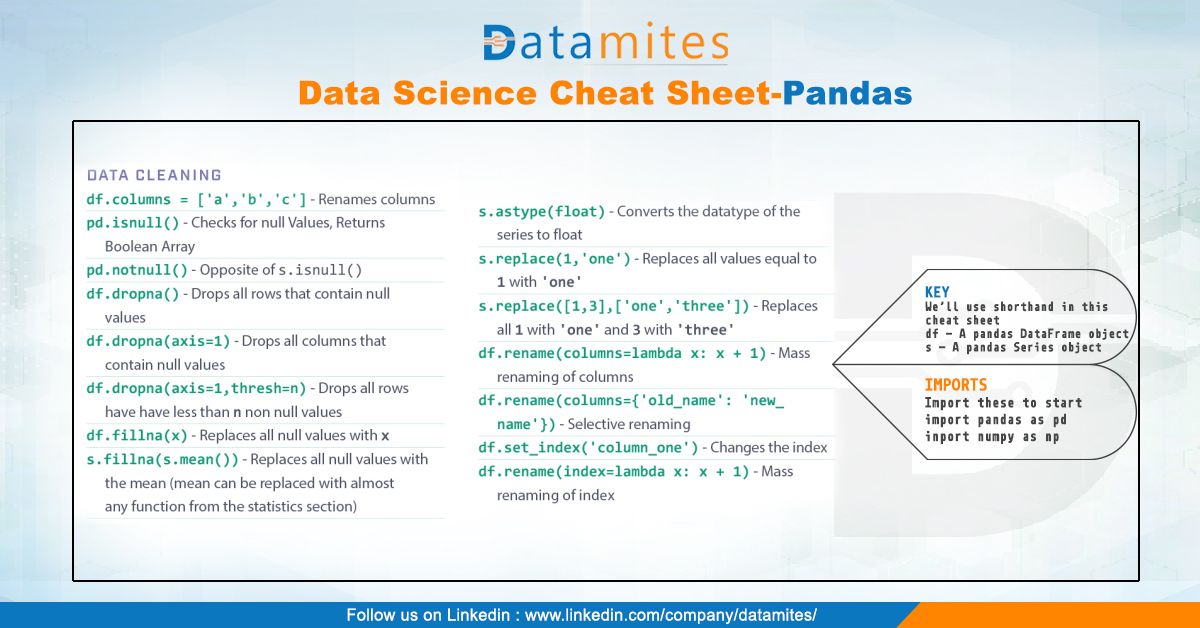 Datamites
Data Science Cheat Sheet-Pandas
DATA CLEANING
df.columns = ['a','b','c'] - Renames columns
pd.isnull() - Checks for null Values, Returns
Boolean Array
pd.notnull() - Opposite of s.isnull()
df.dropna() - Drops all rows that contain null
values
df.dropna(axis=1) - Drops all columns that
contain null values
df.dropna(axis=1,thresh=n) - Drops all rows
have have less than n non null values
df.fillna(x) - Replaces all null values with x
s.fillna(s.mean()) - Replaces all null values with
the mean (mean can be replaced with almost
any function from the statistics section)
s.astype(float) - Converts the datatype of the
series to float
s.replace(1,'one') - Replaces all values equal to
1 with 'one'
s.replace([1,3],['one','three']) - Replaces
all 1 with 'one' and 3 with 'three'
df.rename(columns=lambda x: x + 1) - Mass
renaming of columns
df.rename(columns={'old_name': 'new_
name'}) - Selective renaming
df.set_index('column_one') - Changes the index
df.rename(index=lambda x: x + 1) - Mass
renaming of index
KEY
We'll use shorthand in this
cheat sheet
df – A pandas DataFrame object
s – A pandas Series object
IMPORTS
Import these to start
import pandas as pd
inport numpy as np
Follow us on Linkedin : www.linkedin.com/company/datamites/